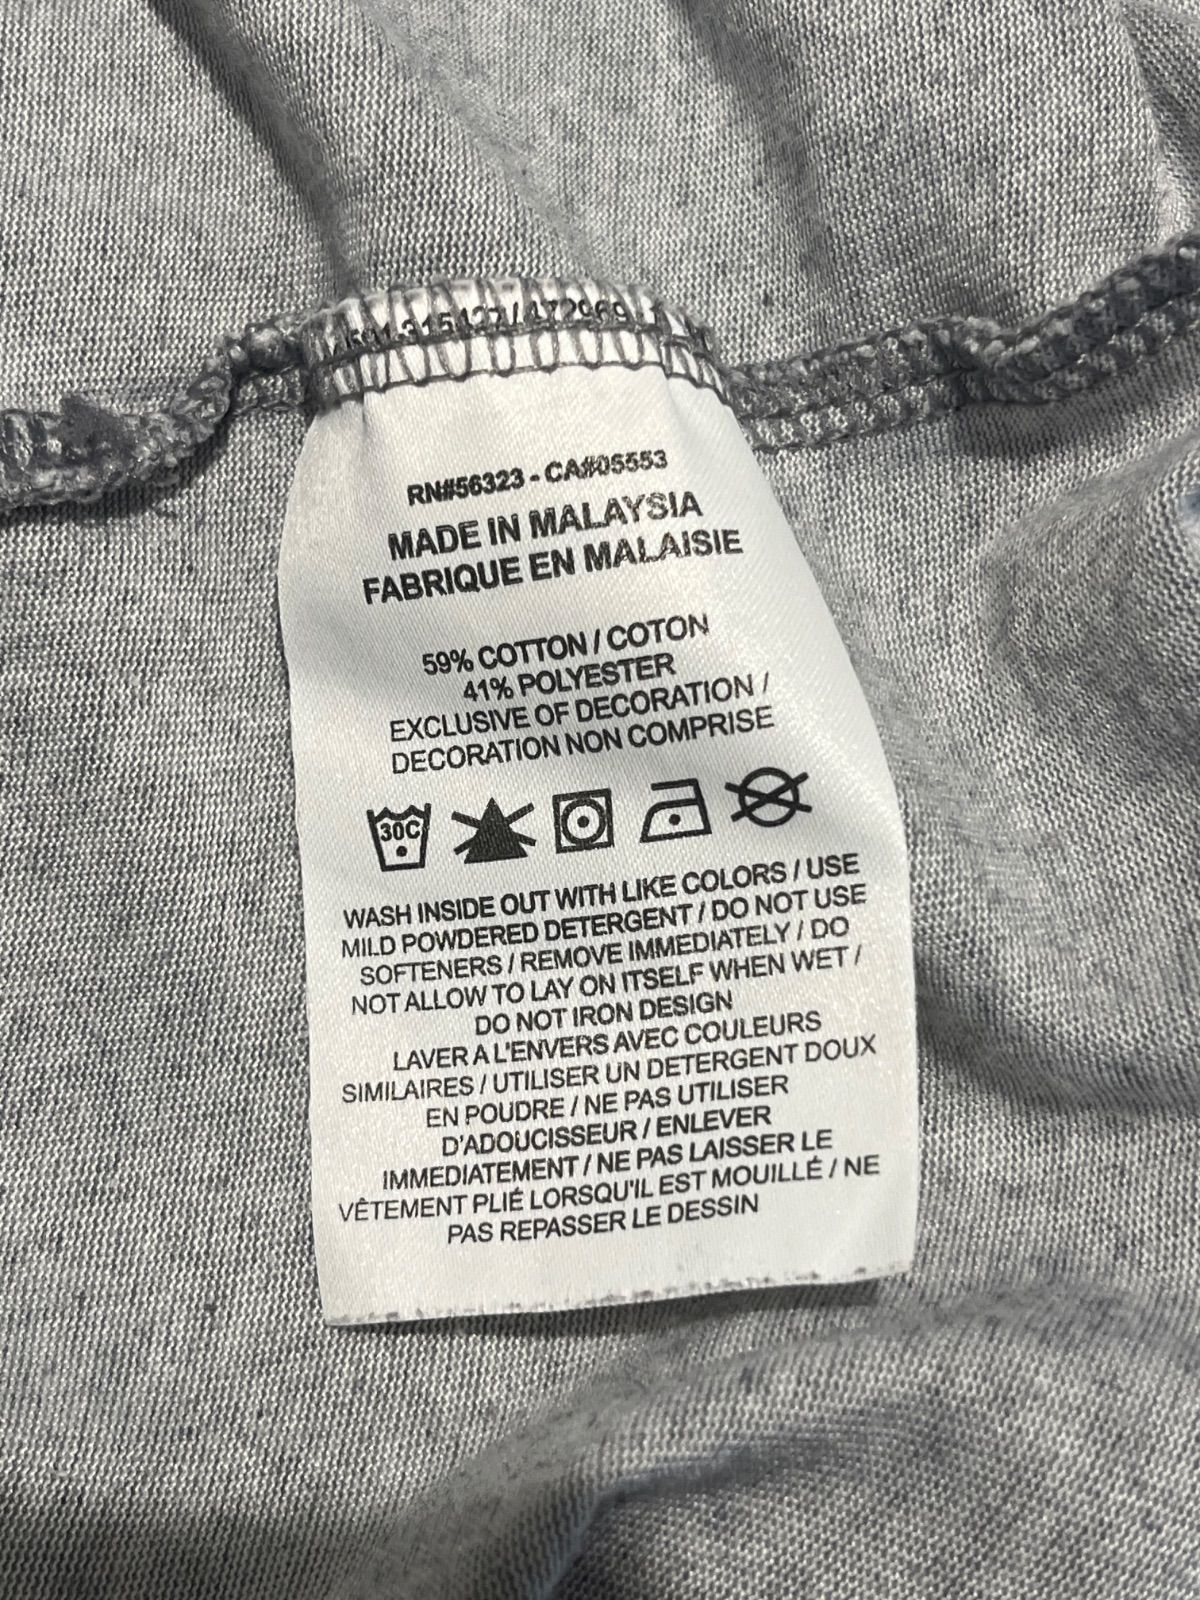 315427/472969
RN#56323 - CA#05553
MADE IN MALAYSIA
FABRIQUE EN MALAISIE
59% COTTON / COTON
41% POLYESTER
EXCLUSIVE OF DECORATION /
DECORATION NON COMPRISE
30C
WASH INSIDE OUT WITH LIKE COLORS / USE
MILD POWDERED DETERGENT / DO NOT USE
SOFTENERS / REMOVE IMMEDIATELY / DO
NOT ALLOW TO LAY ON ITSELF WHEN WET /
DO NOT IRON DESIGN
LAVER A L'ENVERS AVEC COULEURS
SIMILAIRES / UTILISER UN DETERGENT DOUX
EN POUDRE / NE PAS UTILISER
D'ADOUCISSEUR / ENLEVER
IMMEDIATEMENT / NE PAS LAISSER LE
VÊTEMENT PLIÉ LORSQU'IL EST MOUILLÉ / NE
PAS REPASSER LE DESSIN